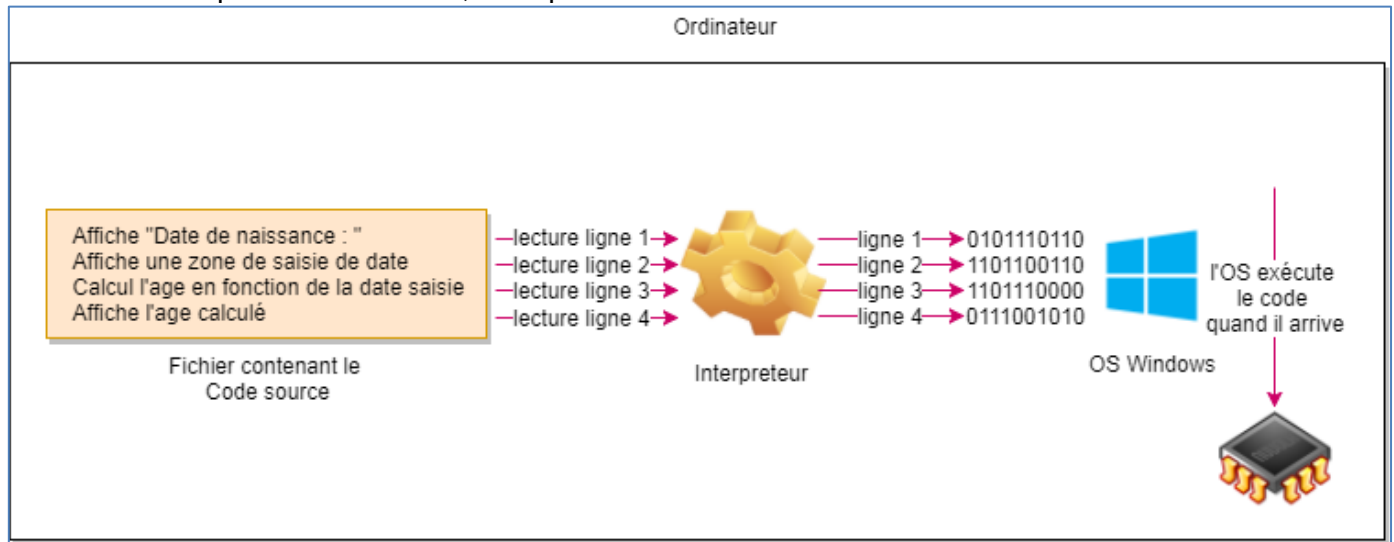 Ordinateur
Affiche "Date de naissance : "
Affiche une zone de saisie de date
Calcul l'age en fonction de la date saisie
Affiche l'age calculé
Fichier contenant le
Code source
lecture ligne 1
lecture ligne 2
lecture ligne 3
lecture ligne 4
Interpreteur
ligne 1 0101110110
ligne 2 1101100110
ligne 3 1101110000
ligne 4 0111001010
OS Windows
l'OS exécute
le code
quand il arrive